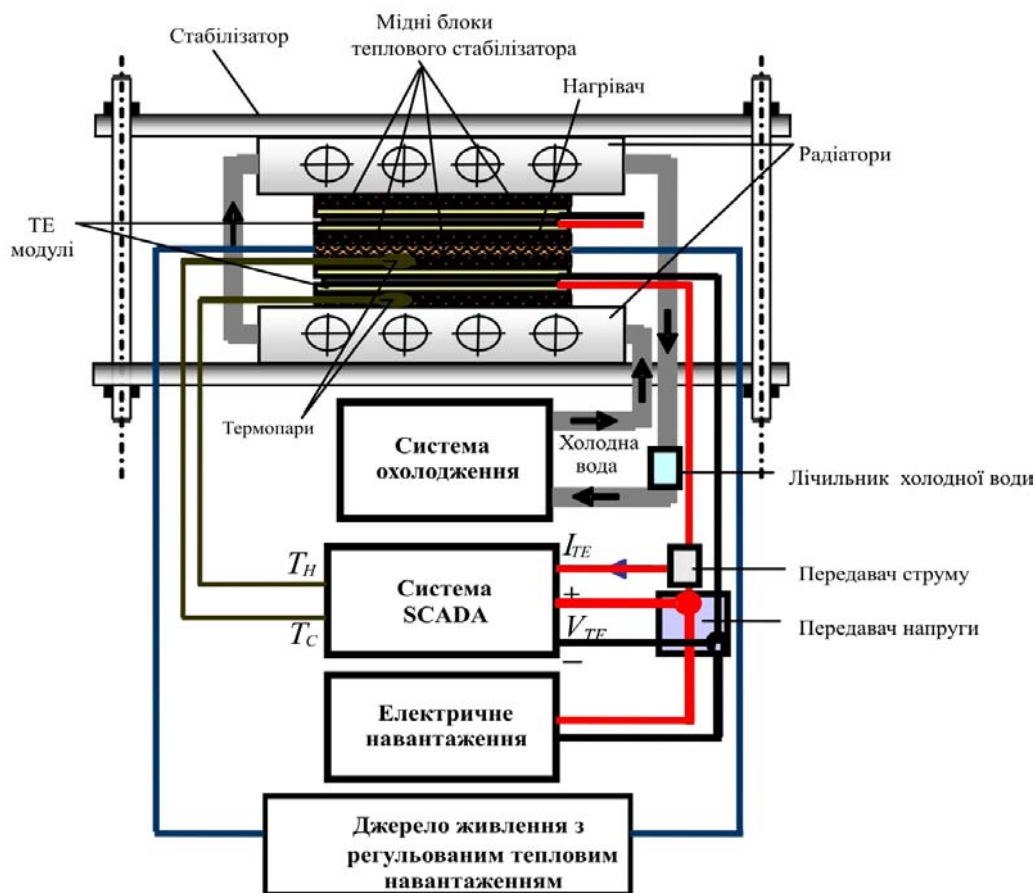 Мідні блоки
теплового стабілізатора
Стабілізатор
Нагрівач
Радіатори
ТЕ
модулі
Термопари
Система
охолодження
Холодна
вода
Лічильник холодної води
I_TE
T_H
Система
SCADA
+
Передавач струму
T_C
V_TE
Передавач напруги
–
Електричне
навантаження
Джерело живлення з
регульованим тепловим
навантаженням